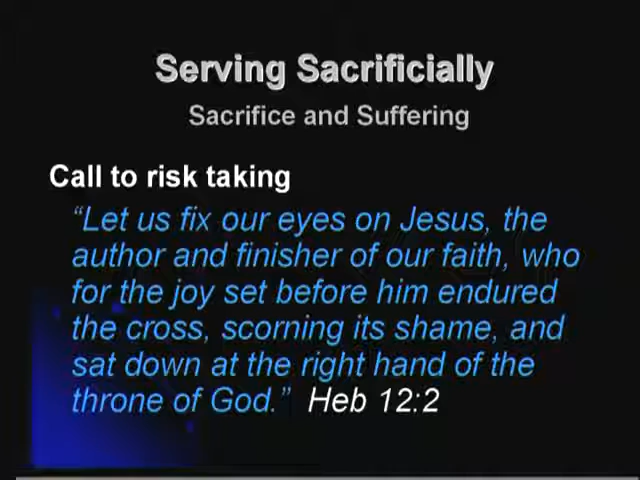 Serving Sacrificially
Sacrifice and Suffering
Call to risk taking
“Let us fix our eyes on Jesus, the
author and finisher of our faith, who
for the joy set before him endured
the cross, scorning its shame, and
sat down at the right hand of the
throne of God.” Heb 12:2